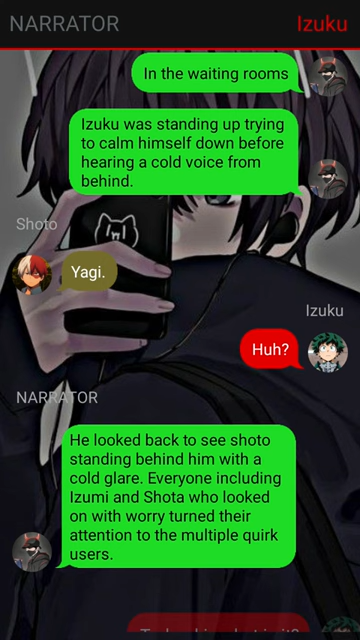 NARRATOR
Izuku
In the waiting rooms
Izuku was standing up trying
to calm himself down before
hearing a cold voice from
behind.
Shoto
Yagi.
Izuku
Huh?
NARRATOR
He looked back to see shoto
standing behind him with a
cold glare. Everyone including
Izumi and Shota who looked
on with worry turned their
attention to the multiple quirk
users.